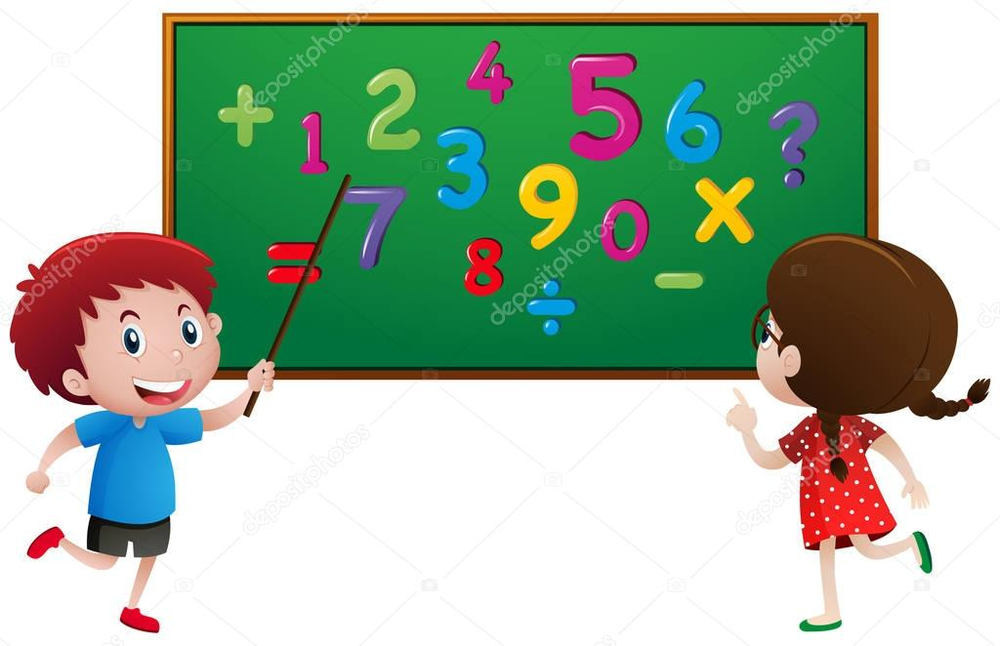 4 5
+ 1 2 3 6 ?
7 9 0 ×
= 8 ÷ −
depositphotos